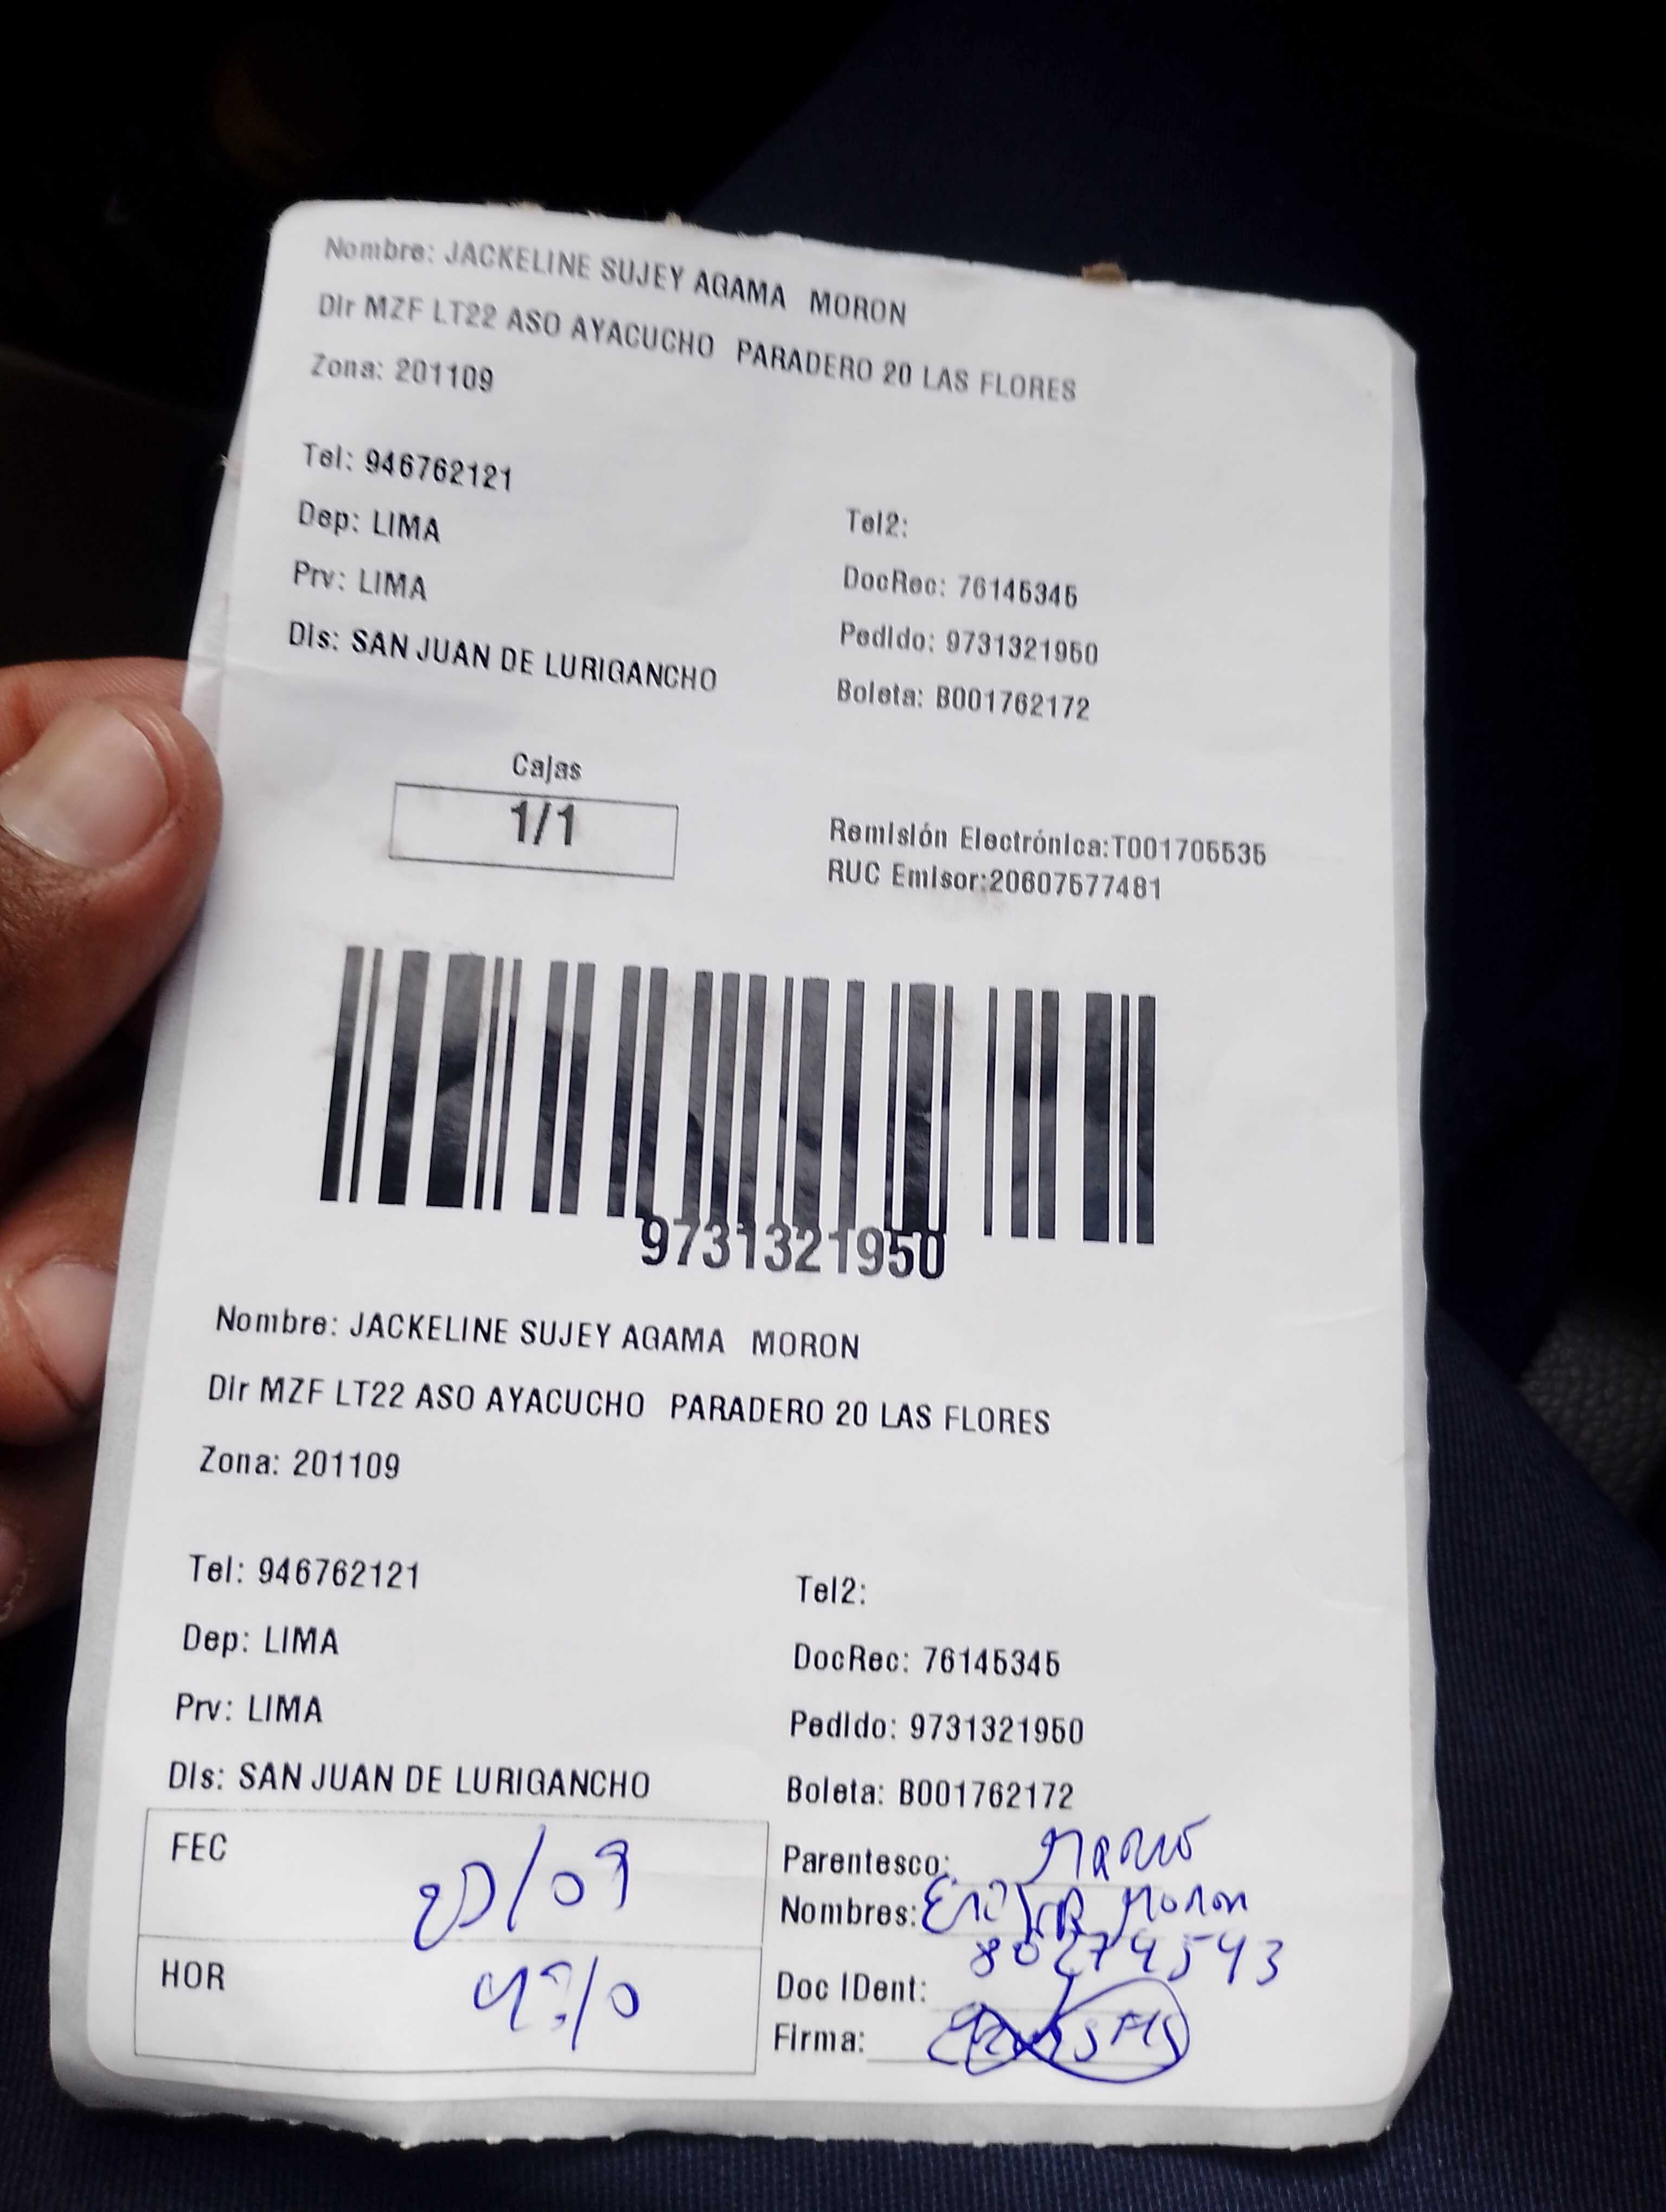 Nombre: JACKELINE SUJEY AGAMA MORON
Dir MZF LT22 ASO AYACUCHO PARADERO 20 LAS FLORES
Zona: 201109
Tel: 946762121
Dep: LIMA
Prv: LIMA
Dis: SAN JUAN DE LURIGANCHO
Tel2:
DocRec: 76145345
Pedido: 9731321950
Boleta: B001762172
Cajas
1/1
Remisión Electrónica:T001705535
RUC Emisor:20607577481
9731321950
Nombre: JACKELINE SUJEY AGAMA MORON
Dir MZF LT22 ASO AYACUCHO PARADERO 20 LAS FLORES
Zona: 201109
Tel: 946762121
Dep: LIMA
Prv: LIMA
Dis: SAN JUAN DE LURIGANCHO
Tel2:
DocRec: 76145345
Pedido: 9731321950
Boleta: B001762172
FEC 20/09
HOR
Parentesco:
Nombres: Moron
80274543
Doc IDent:
Firma: